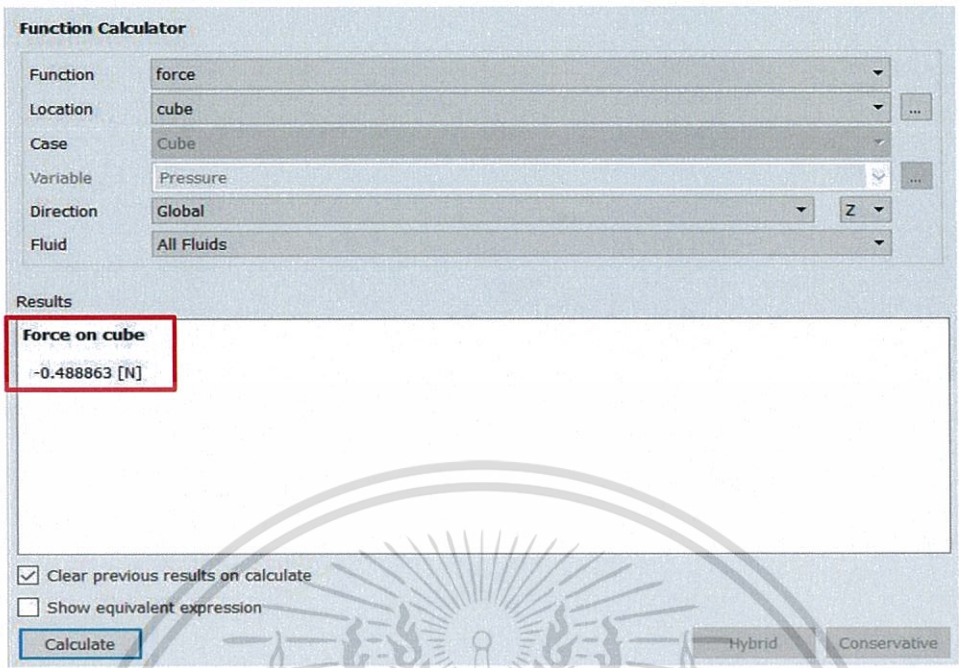 Function Calculator
Function force
Location cube ...
Case Cube
Variable Pressure ...
Direction Global Z
Fluid All Fluids
Results
Force on cube
-0.488863 [N]
Clear previous results on calculate
Show equivalent expression
Calculate Hybrid Conservative